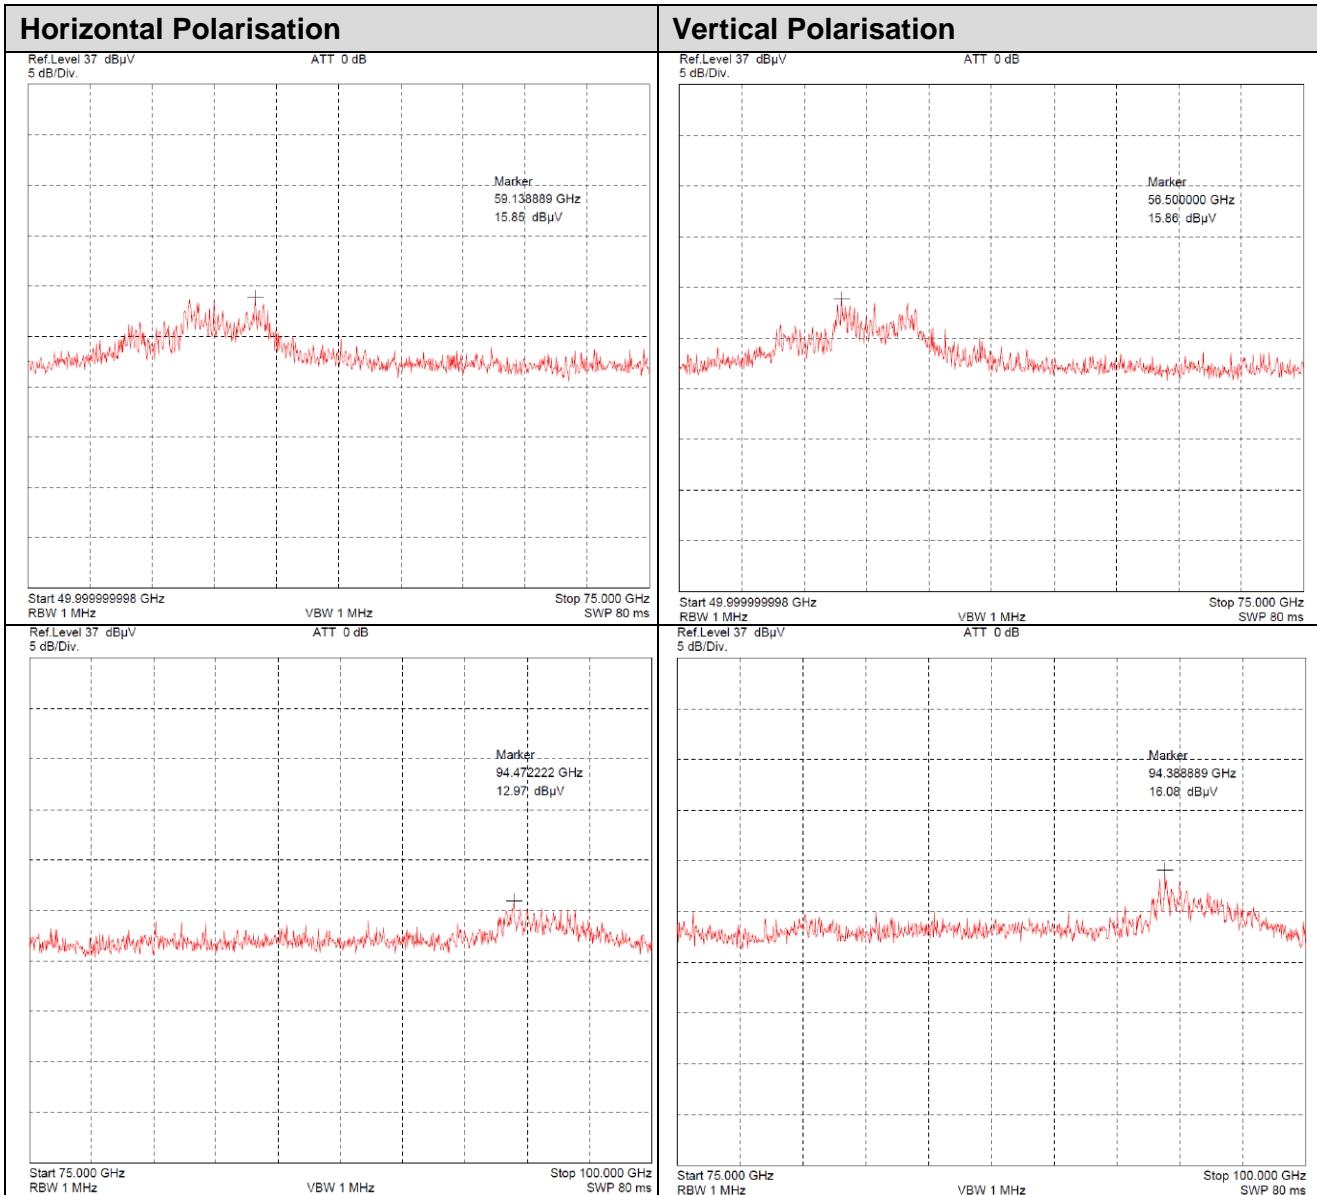 Horizontal Polarisation
Vertical Polarisation
Ref.Level 37 dBµV ATT 0 dB
5 dB/Div.
Marker
59.138889 GHz
15.85 dBµV
Start 49.999999998 GHz Stop 75.000 GHz
RBW 1 MHz VBW 1 MHz SWP 80 ms
Ref.Level 37 dBµV ATT 0 dB
5 dB/Div.
Marker
56.500000 GHz
15.86 dBµV
Start 49.999999998 GHz Stop 75.000 GHz
RBW 1 MHz VBW 1 MHz SWP 80 ms
Ref.Level 37 dBµV ATT 0 dB
5 dB/Div.
Marker
94.472222 GHz
12.97 dBµV
Start 75.000 GHz Stop 100.000 GHz
RBW 1 MHz VBW 1 MHz SWP 80 ms
Ref.Level 37 dBµV ATT 0 dB
5 dB/Div.
Marker
94.388889 GHz
16.08 dBµV
Start 75.000 GHz Stop 100.000 GHz
RBW 1 MHz VBW 1 MHz SWP 80 ms